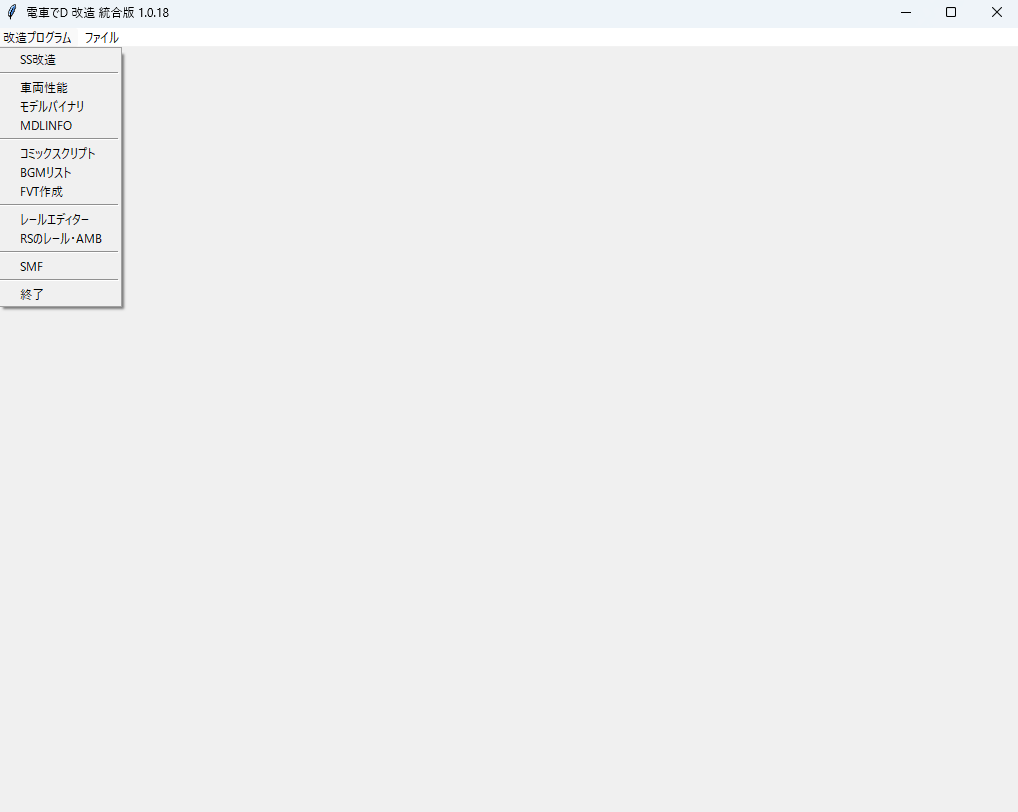 電車でD 改造 統合版 1.0.18
改造プログラム ファイル
SS改造
車両性能
モデルバイナリ
MDLINFO
コミックスクリプト
BGMリスト
FVT作成
レールエディター
RSのレール・AMB
SMF
終了